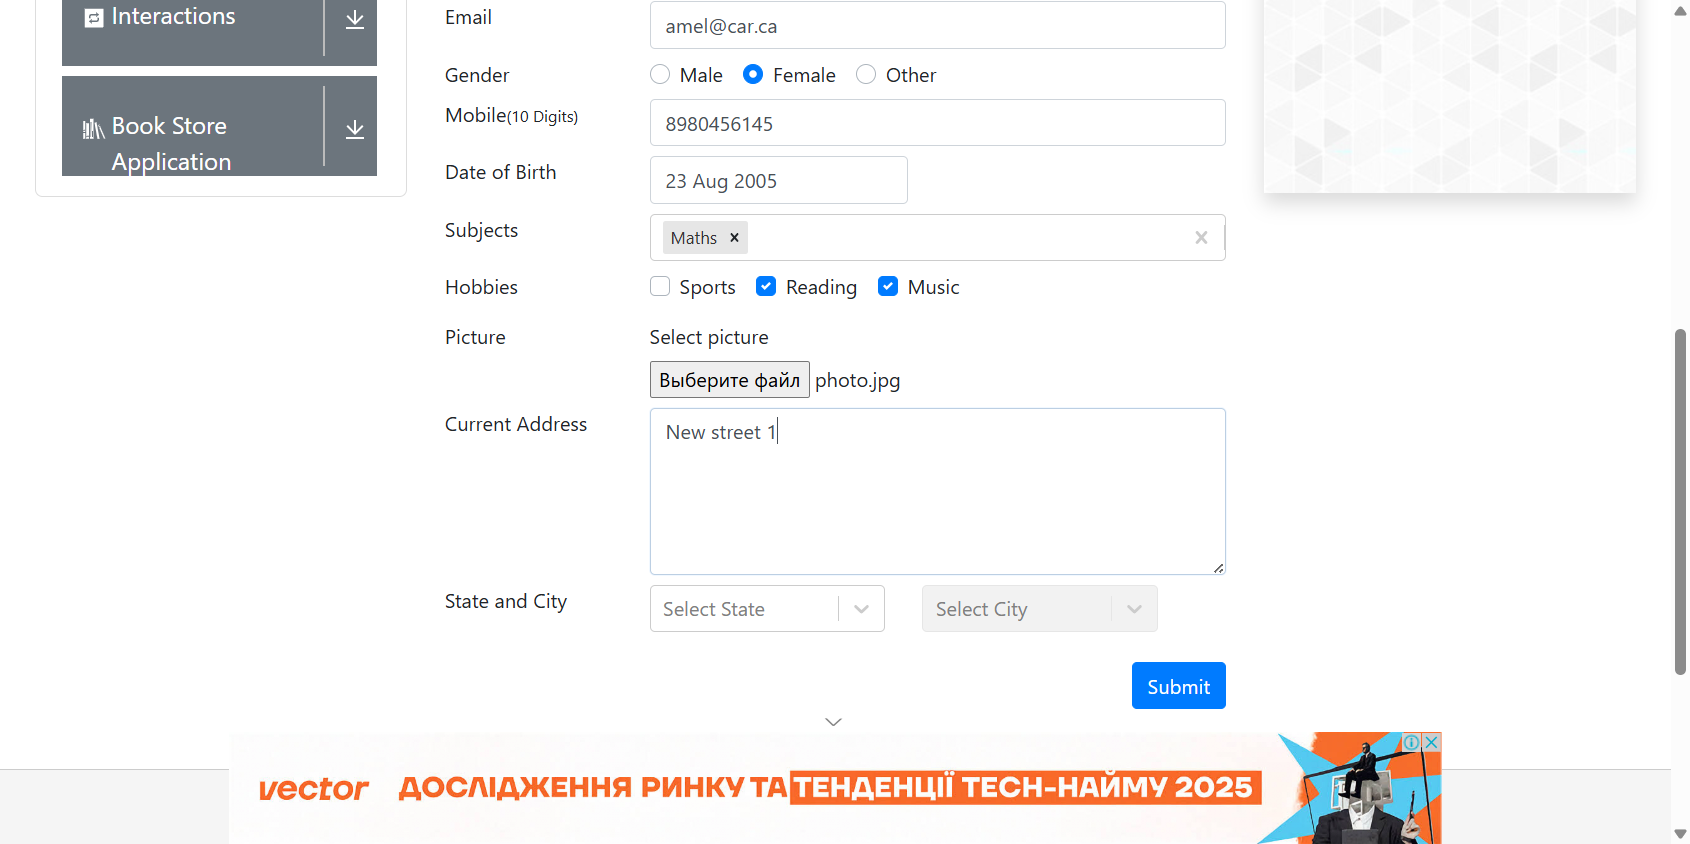 Interactions
Book Store
Application
Email
amel@car.ca
Gender
Male Female Other
Mobile(10 Digits)
8980456145
Date of Birth
23 Aug 2005
Subjects
Maths
Hobbies
Sports Reading Music
Picture
Select picture
Выберите файл photo.jpg
Current Address
New street 1
State and City
Select State
Select City
Submit
vector
ДОСЛІДЖЕННЯ РИНКУ ТА ТЕНДЕНЦІЇ TECH-НАЙМУ 2025